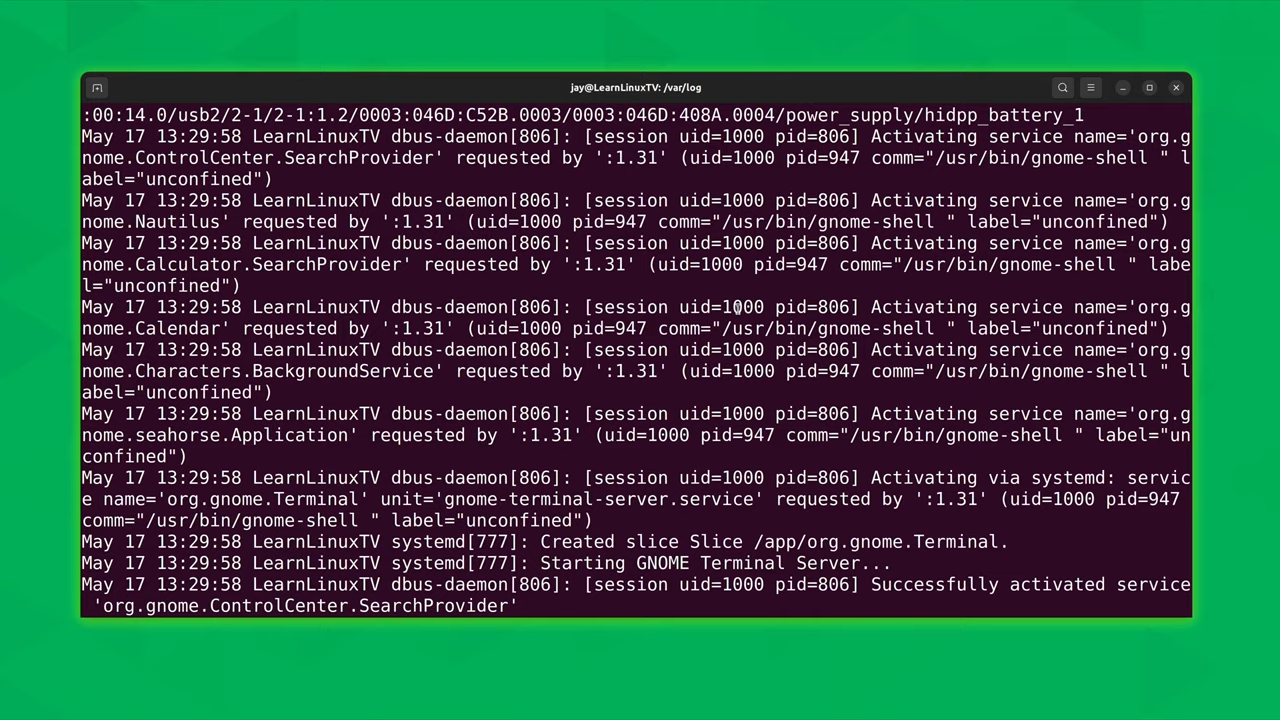 jay@LearnLinuxTV: /var/log
:00:14.0/usb2/2-1/2-1:1.2/0003:046D:C52B.0003/0003:046D:408A.0004/power_supply/hidpp_battery_1
May 17 13:29:58 LearnLinuxTV dbus-daemon[806]: [session uid=1000 pid=806] Activating service name='org.g
nome.ControlCenter.SearchProvider' requested by ':1.31' (uid=1000 pid=947 comm="/usr/bin/gnome-shell " l
abel="unconfined")
May 17 13:29:58 LearnLinuxTV dbus-daemon[806]: [session uid=1000 pid=806] Activating service name='org.g
nome.Nautilus' requested by ':1.31' (uid=1000 pid=947 comm="/usr/bin/gnome-shell " label="unconfined")
May 17 13:29:58 LearnLinuxTV dbus-daemon[806]: [session uid=1000 pid=806] Activating service name='org.g
nome.Calculator.SearchProvider' requested by ':1.31' (uid=1000 pid=947 comm="/usr/bin/gnome-shell " labe
l="unconfined")
May 17 13:29:58 LearnLinuxTV dbus-daemon[806]: [session uid=1000 pid=806] Activating service name='org.g
nome.Calendar' requested by ':1.31' (uid=1000 pid=947 comm="/usr/bin/gnome-shell " label="unconfined")
May 17 13:29:58 LearnLinuxTV dbus-daemon[806]: [session uid=1000 pid=806] Activating service name='org.g
nome.Characters.BackgroundService' requested by ':1.31' (uid=1000 pid=947 comm="/usr/bin/gnome-shell " l
abel="unconfined")
May 17 13:29:58 LearnLinuxTV dbus-daemon[806]: [session uid=1000 pid=806] Activating service name='org.g
nome.seahorse.Application' requested by ':1.31' (uid=1000 pid=947 comm="/usr/bin/gnome-shell " label="un
confined")
May 17 13:29:58 LearnLinuxTV dbus-daemon[806]: [session uid=1000 pid=806] Activating via systemd: servic
e name='org.gnome.Terminal' unit='gnome-terminal-server.service' requested by ':1.31' (uid=1000 pid=947
comm="/usr/bin/gnome-shell " label="unconfined")
May 17 13:29:58 LearnLinuxTV systemd[777]: Created slice Slice /app/org.gnome.Terminal.
May 17 13:29:58 LearnLinuxTV systemd[777]: Starting GNOME Terminal Server...
May 17 13:29:58 LearnLinuxTV dbus-daemon[806]: [session uid=1000 pid=806] Successfully activated service
 'org.gnome.ControlCenter.SearchProvider'